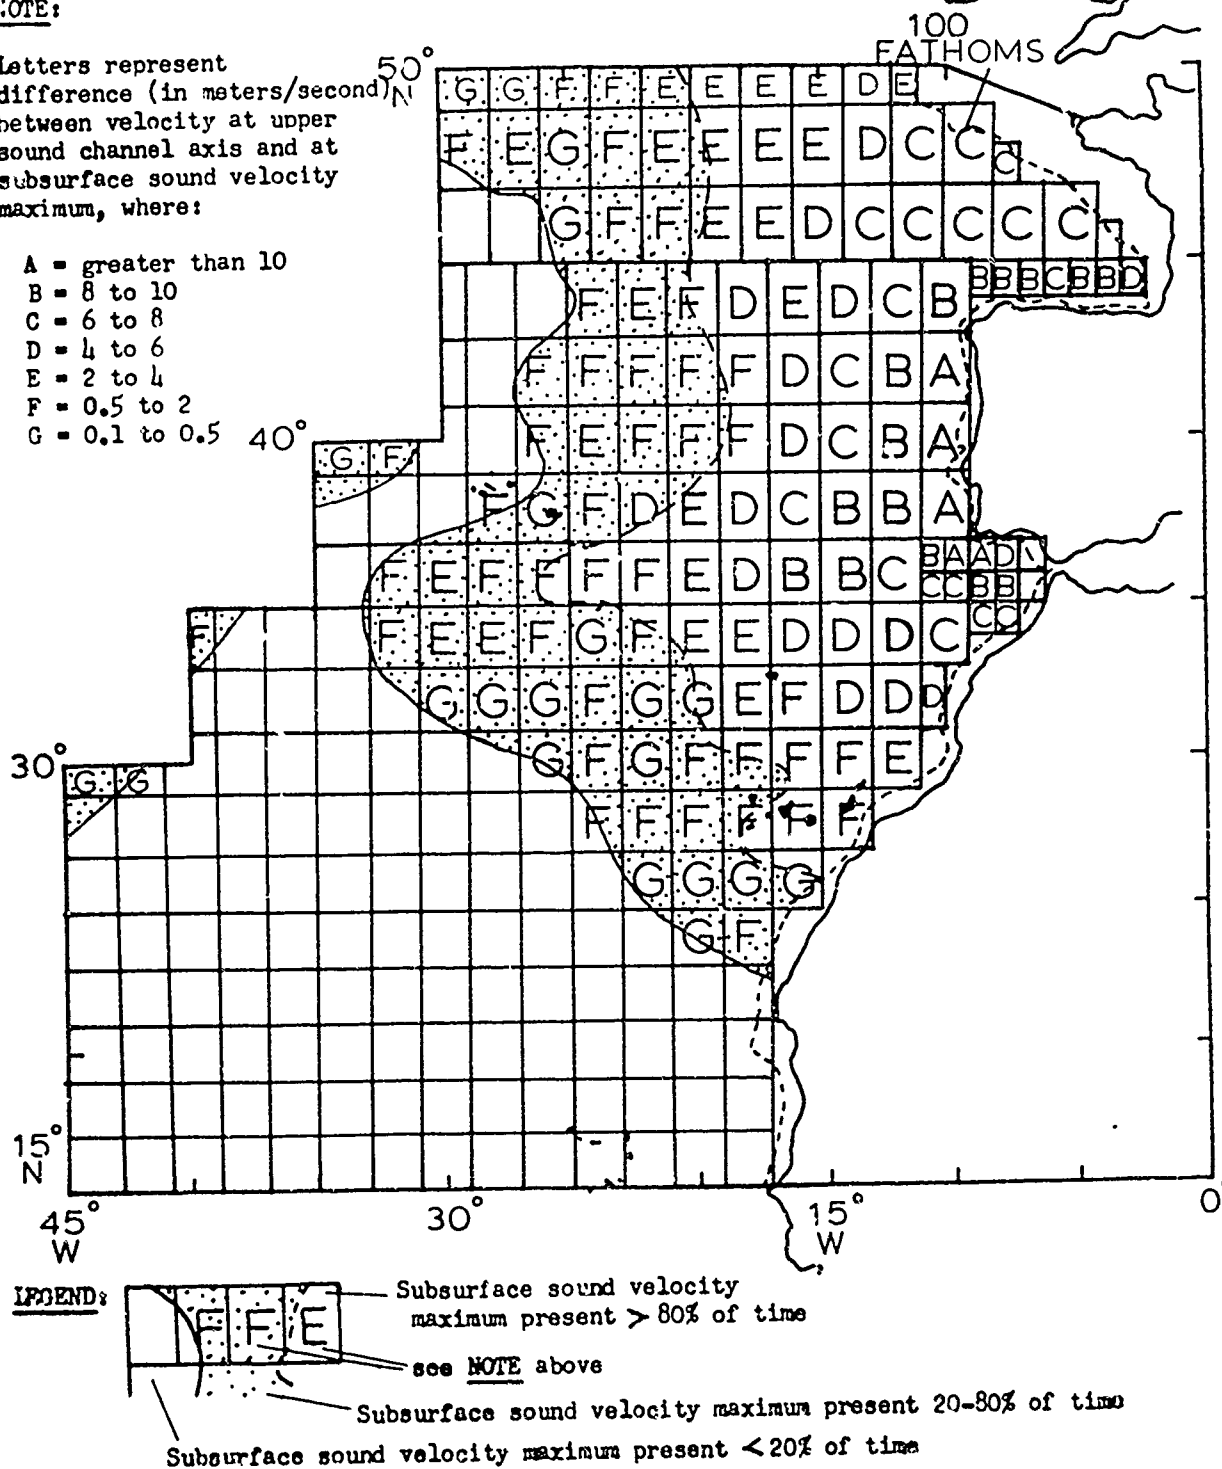 NOTE:
Letters represent
difference (in meters/second)
between velocity at upper
sound channel axis and at
subsurface sound velocity
maximum, where:
A = greater than 10
B = 8 to 10
C = 6 to 8
D = 4 to 6
E = 2 to 4
F = 0.5 to 2
G = 0.1 to 0.5
100
FATHOMS
50°
N
G G F F E E E E D E
F E G F E E E E D C C C
G F F E E D C C C C C
B B B C B B D
F E F D E D C B
F F F F F D C B A
40°
F E F F F D C B A
G F
F G F D E D C B B A
B A A D
F E F F F F E D B B C
C C B B
C C
F E E F G F E E D D D C
F
G G G F G G E F D D D
30°
G F G F F F F E
G G
F F F F F F
G G G G
G F
15°
N
45°
W
30°
15°
W
0
LEGEND:
F F E
Subsurface sound velocity
maximum present > 80% of time
see NOTE above
Subsurface sound velocity maximum present 20-80% of time
Subsurface sound velocity maximum present < 20% of time